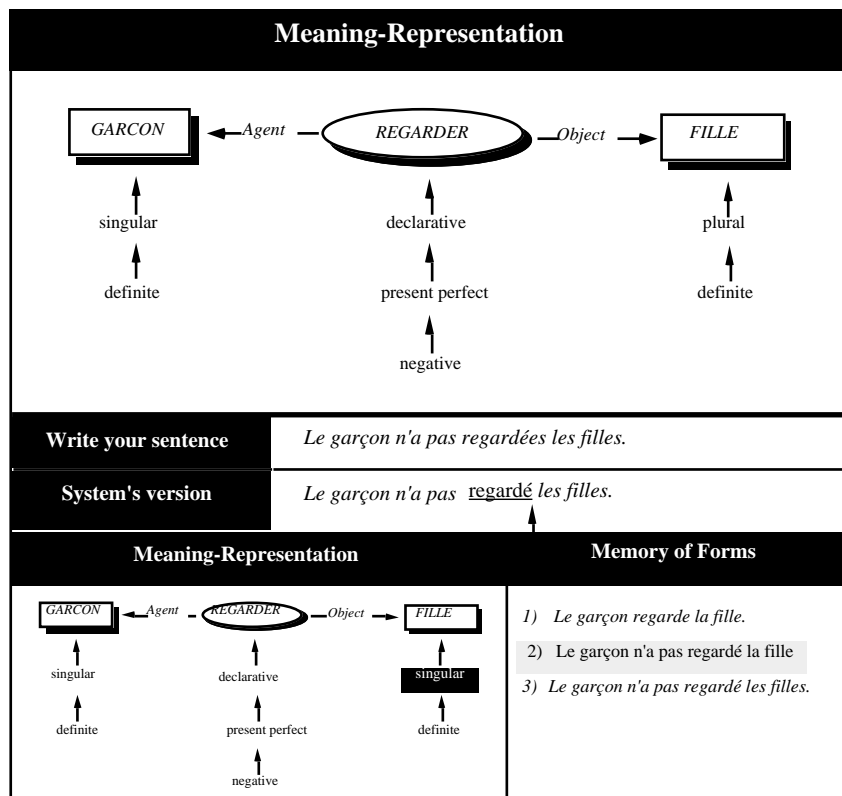 Meaning-Representation
GARCON Agent REGARDER Object FILLE
singular declarative plural
definite present perfect definite
negative
Write your sentence Le garçon n'a pas regardées les filles.
System's version Le garçon n'a pas regardé les filles.
Meaning-Representation Memory of Forms
GARCON Agent REGARDER Object FILLE
1) Le garçon regarde la fille.
2) Le garçon n'a pas regardé la fille
singular declarative singular
3) Le garçon n'a pas regardé les filles.
definite present perfect definite
negative